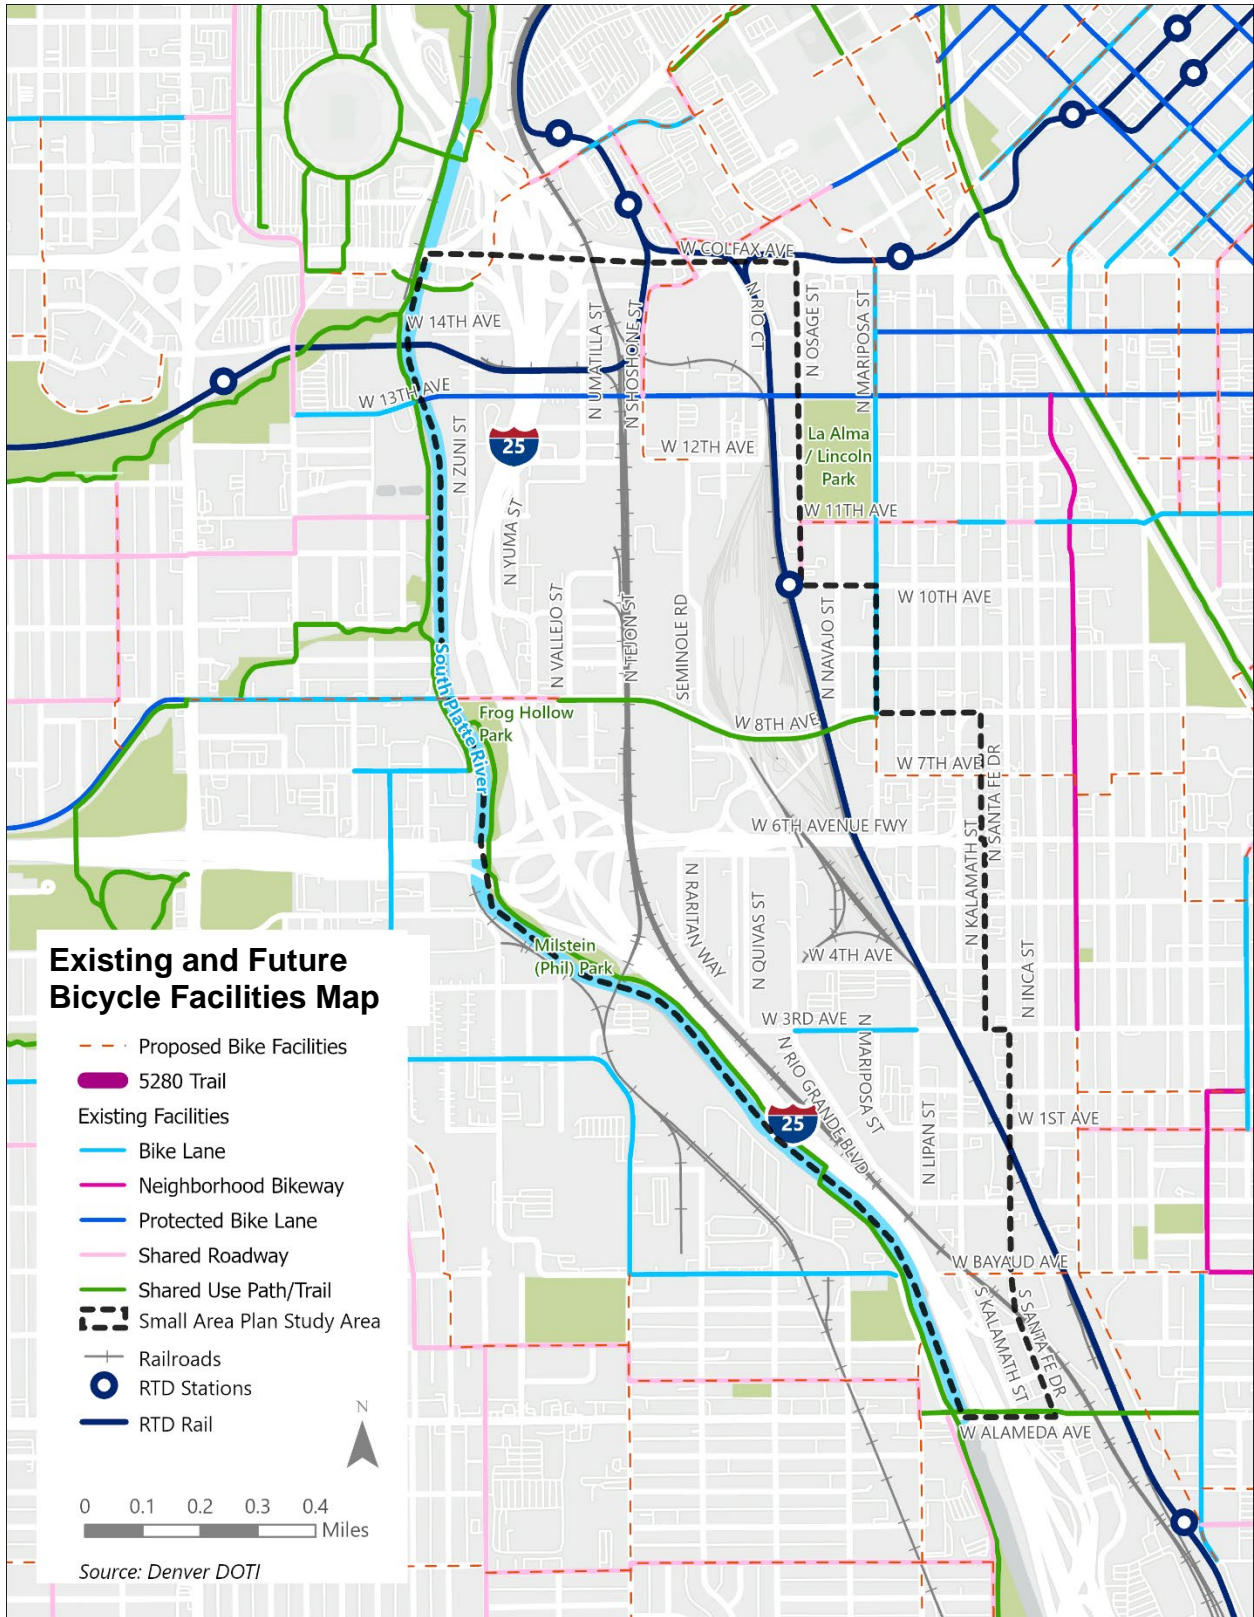 W COLFAX AVE
N RIO CT
N OSAGE ST
N MARIPOSA ST
W 14TH AVE
N UMATILLA ST
N SHOSHONE ST
W 13TH AVE
N ZUNI ST
25
W 12TH AVE
La Alma
/ Lincoln
Park
W 11TH AVE
N YUMA ST
N VALLEJO ST
N TEJON ST
SEMINOLE RD
N NAVAJO ST
W 10TH AVE
South Platte River
Frog Hollow
Park
W 8TH AVE
W 7TH AVE
N SANTA FE DR
N KALAMATH ST
W 6TH AVENUE FWY
N RARITAN WAY
N QUIVAS ST
Milstein
(Phil) Park
W 4TH AVE
N INCA ST
W 3RD AVE
N MARIPOSA ST
N RIO GRANDE BLVD
25
N LIPAN ST
W 1ST AVE
W BAYAUD AVE
S KALAMATH ST
S SANTA FE DR
W ALAMEDA AVE
Existing and Future
Bicycle Facilities Map
Proposed Bike Facilities
5280 Trail
Existing Facilities
Bike Lane
Neighborhood Bikeway
Protected Bike Lane
Shared Roadway
Shared Use Path/Trail
Small Area Plan Study Area
Railroads
RTD Stations
RTD Rail
N
0 0.1 0.2 0.3 0.4
Miles
Source: Denver DOTI